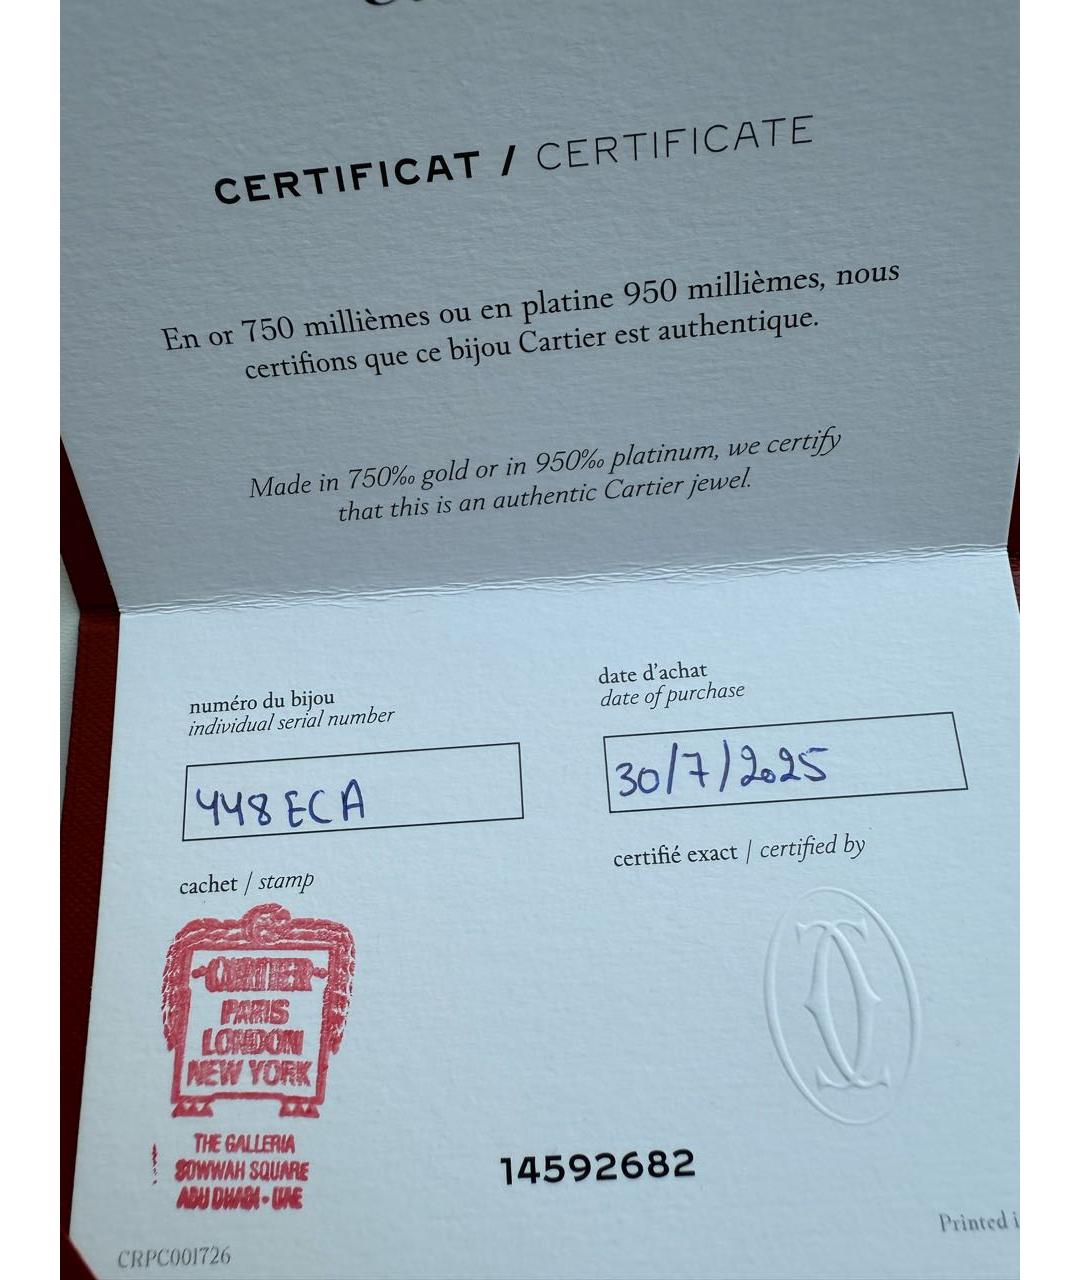 CERTIFICAT / CERTIFICATE
En or 750 millièmes ou en platine 950 millièmes, nous
certifions que ce bijou Cartier est authentique.
Made in 750‰ gold or in 950‰ platinum, we certify
that this is an authentic Cartier jewel.
numéro du bijou
individual serial number
448 ECA
date d'achat
date of purchase
30/7/2025
cachet / stamp
certifié exact / certified by
CARTIER
PARIS
LONDON
NEW YORK
THE GALLERIA
SOWWAH SQUARE
ABU DHABI - UAE
14592682
Printed i
CRPC001726